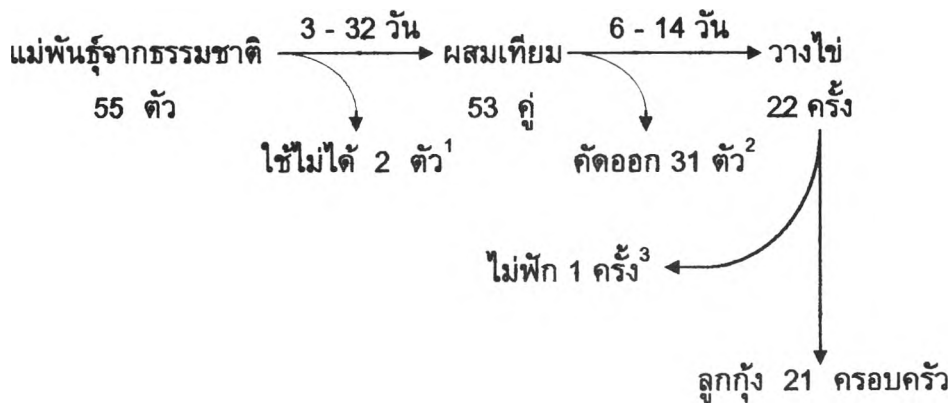 3 - 32 วัน 6 - 14 วัน
แม่พันธุ์จากธรรมชาติ ผสมเทียม วางไข่
55 ตัว 53 คู่ 22 ครั้ง
ใช้ไม่ได้ 2 ตัว¹ คัดออก 31 ตัว²
ไม่ฟัก 1 ครั้ง³
ลูกกุ้ง 21 ครอบครัว